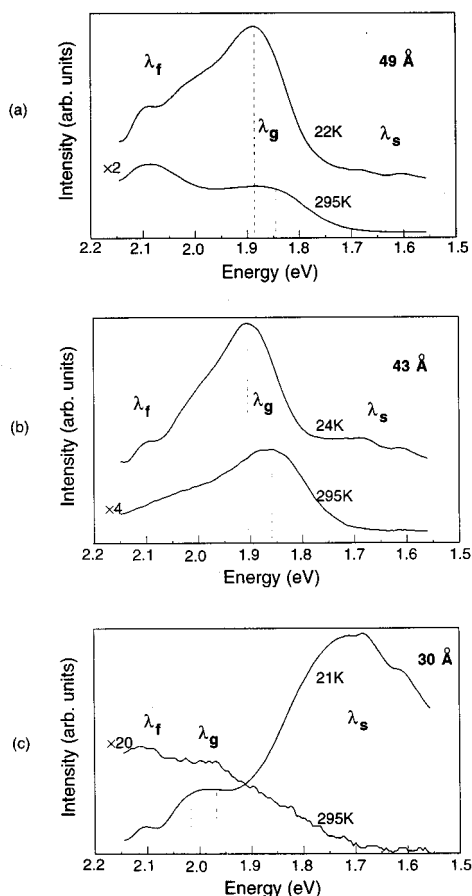 (a)
Intensity (arb. units)
λf
49 Å
λg
22K
λs
×2
295K
2.2 2.1 2.0 1.9 1.8 1.7 1.6 1.5
Energy (eV)
(b)
Intensity (arb. units)
43 Å
λf
λg
24K
λs
×4
295K
2.2 2.1 2.0 1.9 1.8 1.7 1.6 1.5
Energy (eV)
(c)
Intensity (arb. units)
30 Å
21K
λf
λg
λs
×20
295K
2.2 2.1 2.0 1.9 1.8 1.7 1.6 1.5
Energy (eV)